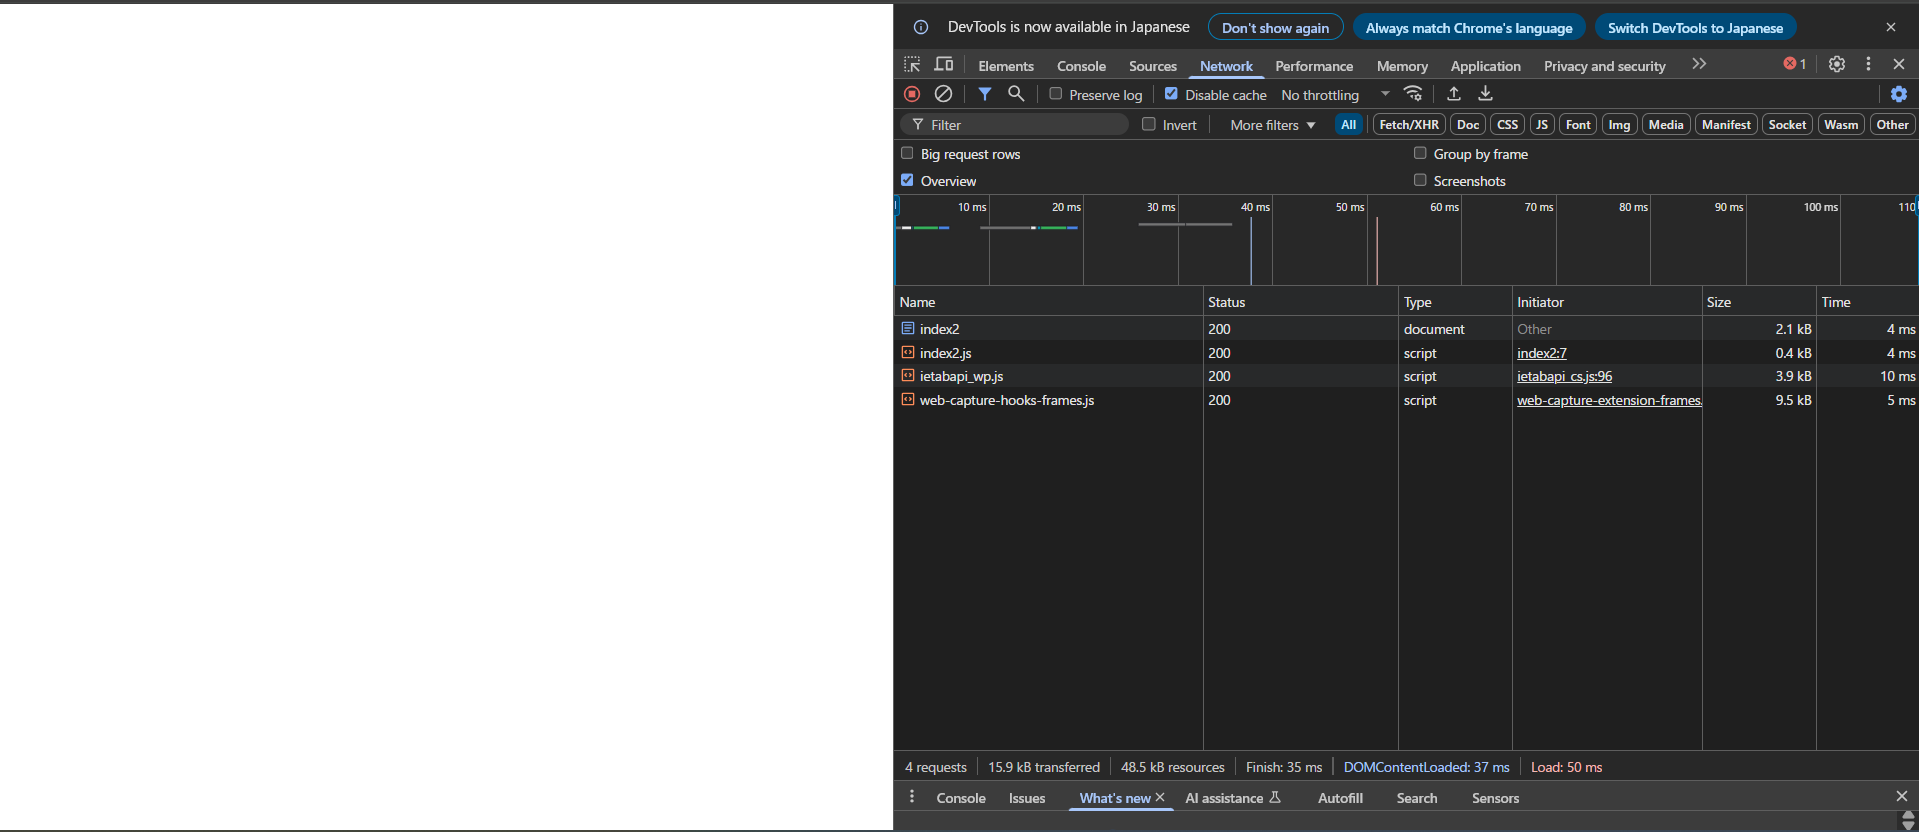 DevTools is now available in Japanese Don't show again Always match Chrome's language Switch DevTools to Japanese
Elements Console Sources Network Performance Memory Application Privacy and security 1
Preserve log Disable cache No throttling
Filter Invert More filters All Fetch/XHR Doc CSS JS Font Img Media Manifest Socket Wasm Other
Big request rows Group by frame
Overview Screenshots
10 ms 20 ms 30 ms 40 ms 50 ms 60 ms 70 ms 80 ms 90 ms 100 ms 110
Name Status Type Initiator Size Time
index2 200 document Other 2.1 kB 4 ms
index2.js 200 script index2:7 0.4 kB 4 ms
ietabapi_wp.js 200 script ietabapi_cs.js:96 3.9 kB 10 ms
web-capture-hooks-frames.js 200 script web-capture-extension-frames. 9.5 kB 5 ms
4 requests 15.9 kB transferred 48.5 kB resources Finish: 35 ms DOMContentLoaded: 37 ms Load: 50 ms
Console Issues What's new AI assistance Autofill Search Sensors